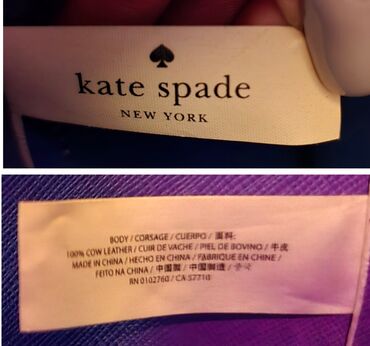 kate spade
NEW YORK
BODY / CORSAGE / CUERPO / 面料:
100% COW LEATHER / CUIR DE VACHE / PIEL DE BOVINO / 牛皮
MADE IN CHINA / HECHO EN CHINA / FABRIQUÉ EN CHINE /
FEITO NA CHINA / 中国製 / 中国制造 / 중국
RN 0102760 / CA 57710